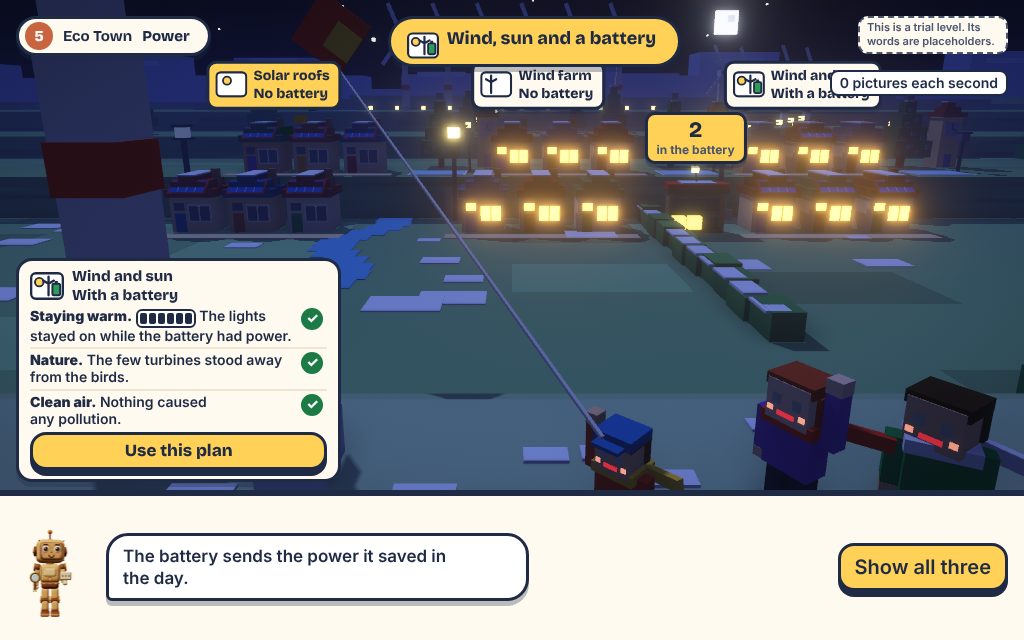 5 Eco Town Power
Wind, sun and a battery
This is a trial level. Its
words are placeholders.
Solar roofs
No battery
Wind farm
No battery
Wind and
With a battery
0 pictures each second
2
in the battery
Wind and sun
With a battery
Staying warm. The lights
stayed on while the battery had power.
Nature. The few turbines stood away
from the birds.
Clean air. Nothing caused
any pollution.
Use this plan
The battery sends the power it saved in
the day.
Show all three